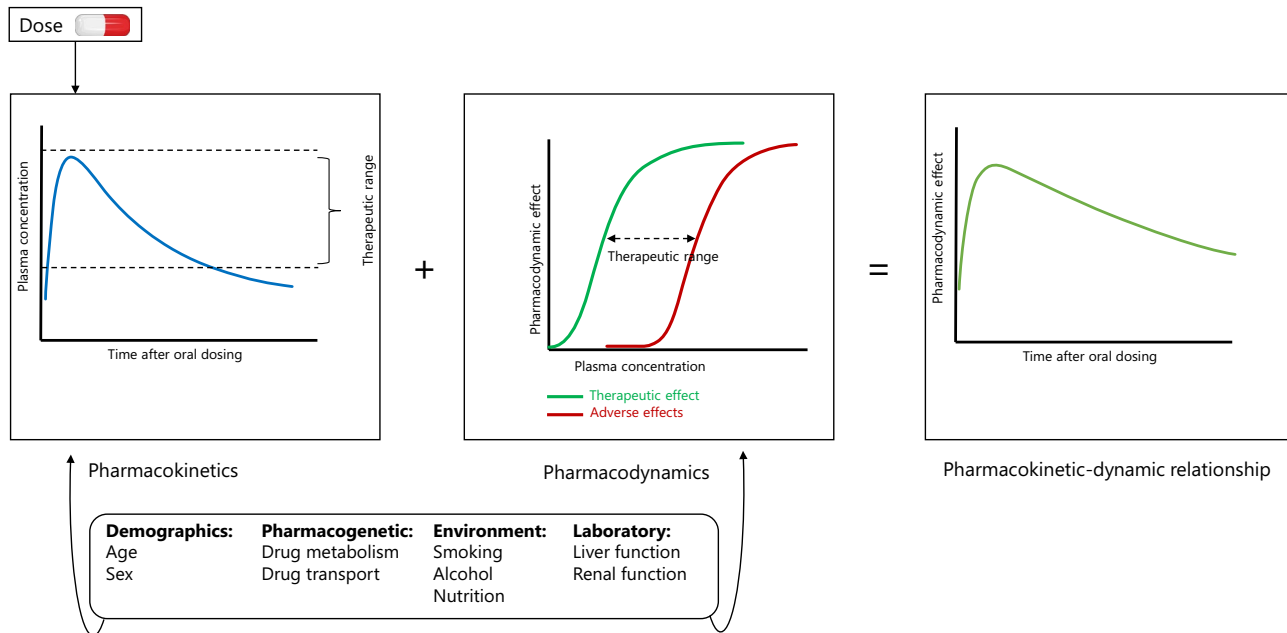 Dose
Plasma concentration
Therapeutic range
Time after oral dosing
+
Pharmacodynamic effect
Therapeutic range
Plasma concentration
Therapeutic effect
Adverse effects
=
Pharmacodynamic effect
Time after oral dosing
Pharmacokinetics
Pharmacodynamics
Pharmacokinetic-dynamic relationship
Demographics:
Age
Sex
Pharmacogenetic:
Drug metabolism
Drug transport
Environment:
Smoking
Alcohol
Nutrition
Laboratory:
Liver function
Renal function